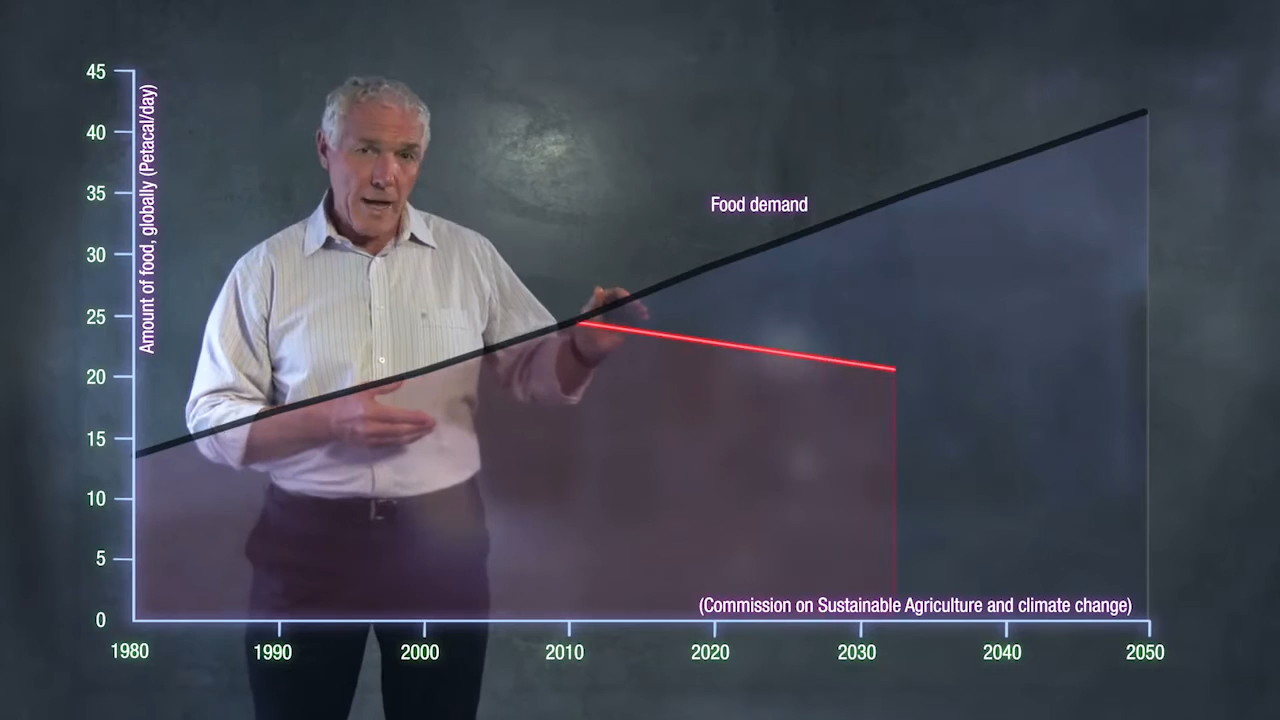 45
40
35
30
25
20
15
10
5
0
Amount of food, globally (Petacal/day)
Food demand
(Commission on Sustainable Agriculture and climate change)
1980 1990 2000 2010 2020 2030 2040 2050